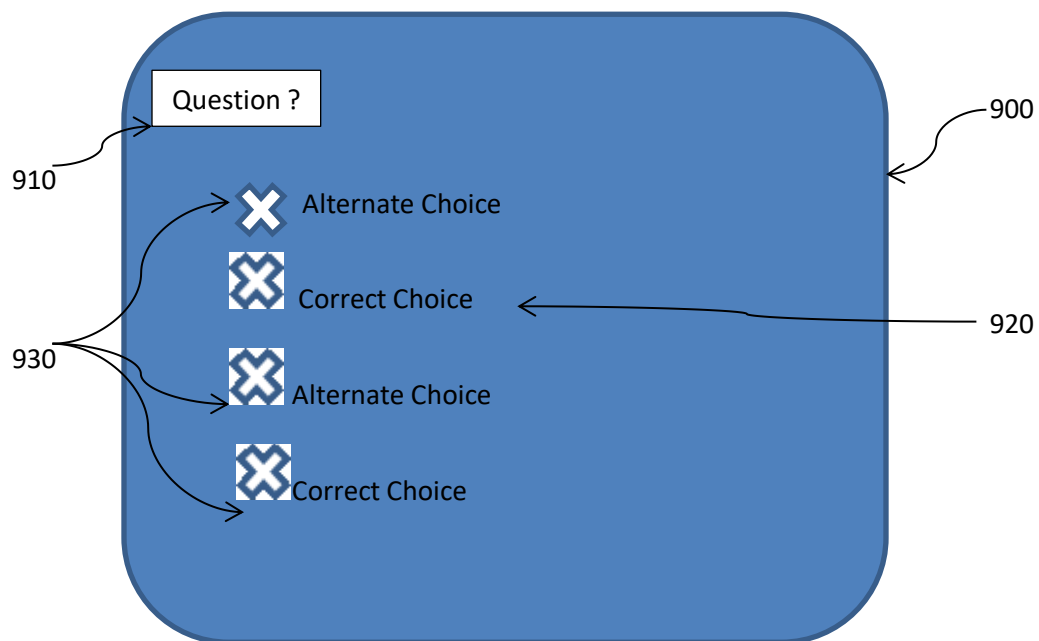 Question ?
900
910
Alternate Choice
Correct Choice
920
930
Alternate Choice
Correct Choice